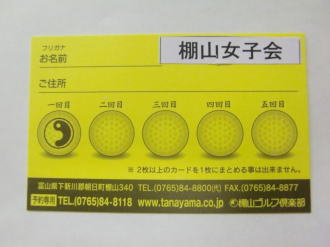 フリガナ
お名前
棚山女子会
ご住所
一回目 二回目 三回目 四回目 五回目
※ 2枚以上のカードを1枚にまとめる事は出来ません。
富山県下新川郡朝日町棚山340 TEL.(0765)84-8800(代) FAX.(0765)84-8877
予約専用 TEL.(0765)84-8118 www.tanayama.co.jp 棚山ゴルフ倶楽部